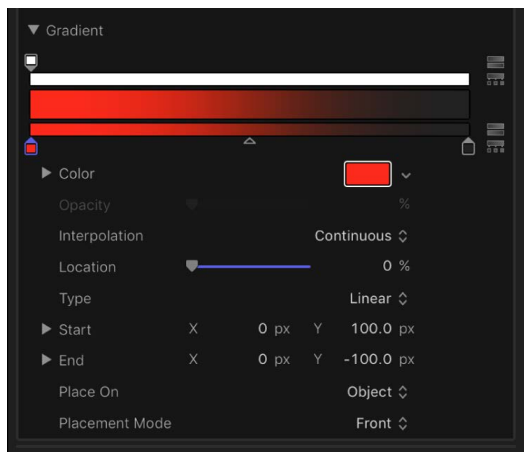 Gradient
Color
Opacity %
Interpolation Continuous
Location 0 %
Type Linear
Start X 0 px Y 100.0 px
End X 0 px Y -100.0 px
Place On Object
Placement Mode Front